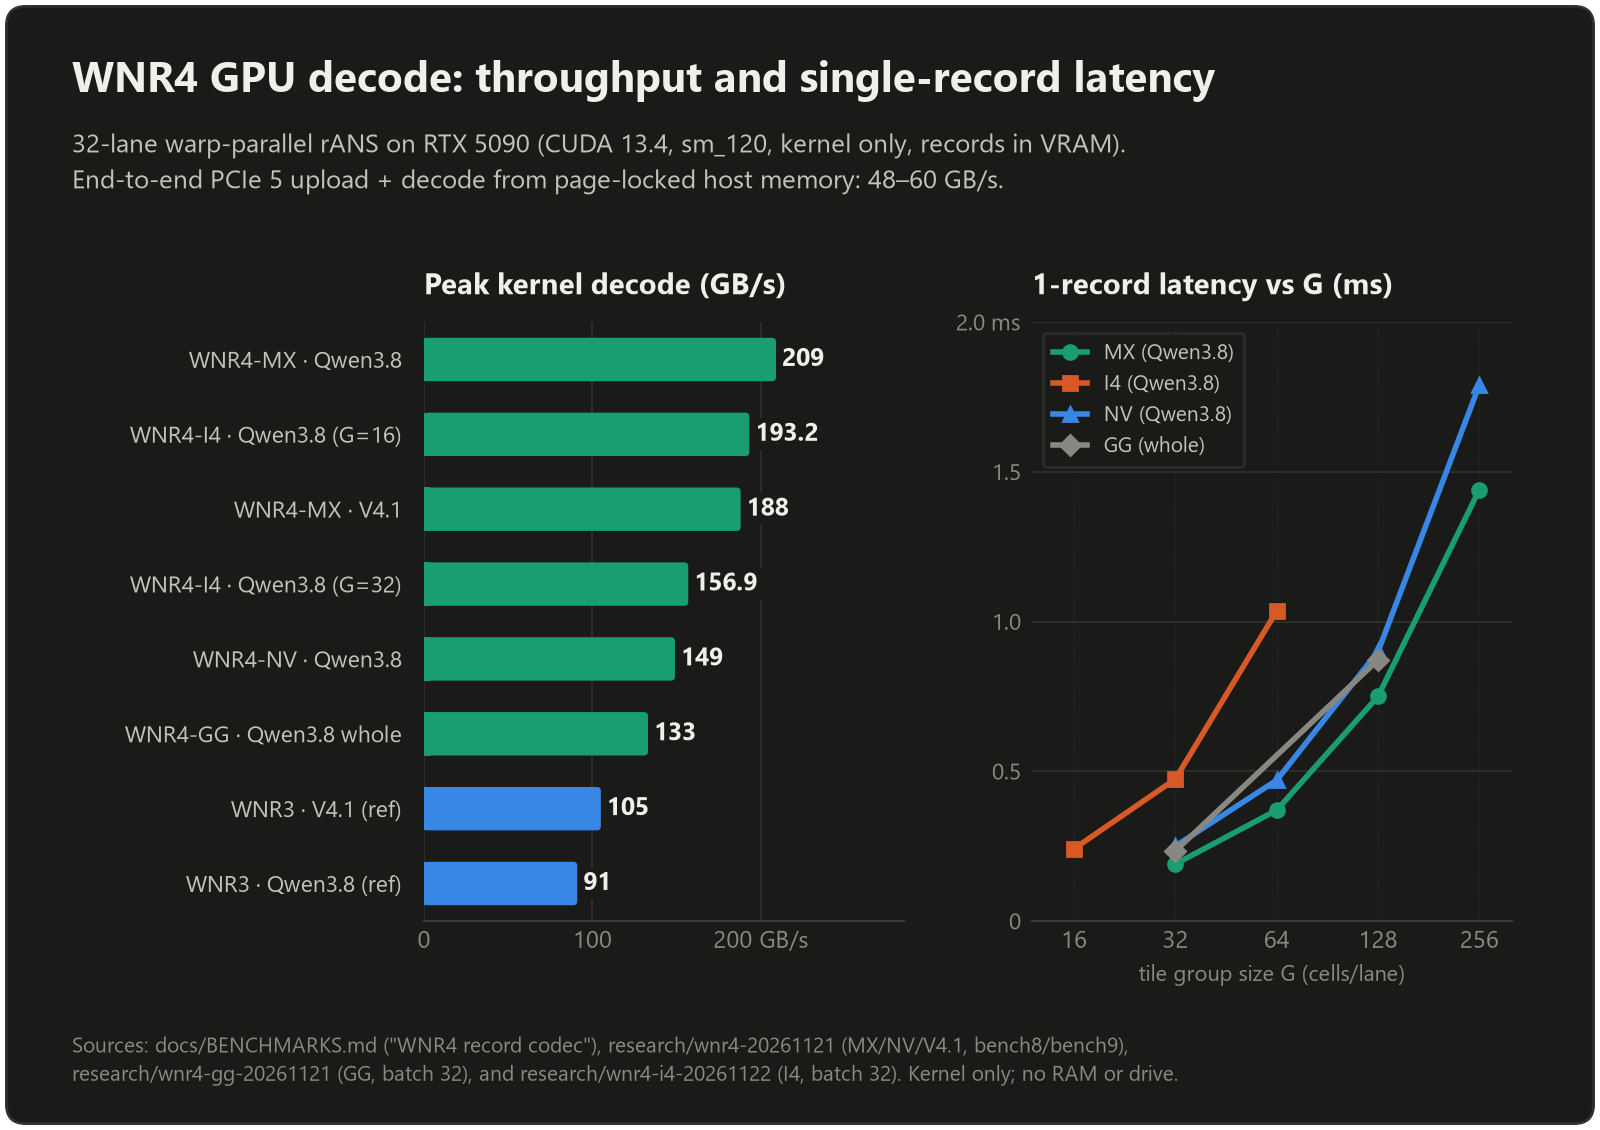 WNR4 GPU decode: throughput and single-record latency
32-lane warp-parallel rANS on RTX 5090 (CUDA 13.4, sm_120, kernel only, records in VRAM).
End-to-end PCIe 5 upload + decode from page-locked host memory: 48–60 GB/s.
Peak kernel decode (GB/s)
WNR4-MX · Qwen3.8 209
WNR4-I4 · Qwen3.8 (G=16) 193.2
WNR4-MX · V4.1 188
WNR4-I4 · Qwen3.8 (G=32) 156.9
WNR4-NV · Qwen3.8 149
WNR4-GG · Qwen3.8 whole 133
WNR3 · V4.1 (ref) 105
WNR3 · Qwen3.8 (ref) 91
0 100 200 GB/s
1-record latency vs G (ms)
2.0 ms
MX (Qwen3.8)
I4 (Qwen3.8)
NV (Qwen3.8)
GG (whole)
1.5
1.0
0.5
0
16 32 64 128 256
tile group size G (cells/lane)
Sources: docs/BENCHMARKS.md ("WNR4 record codec"), research/wnr4-20261121 (MX/NV/V4.1, bench8/bench9),
research/wnr4-gg-20261121 (GG, batch 32), and research/wnr4-i4-20261122 (I4, batch 32). Kernel only; no RAM or drive.